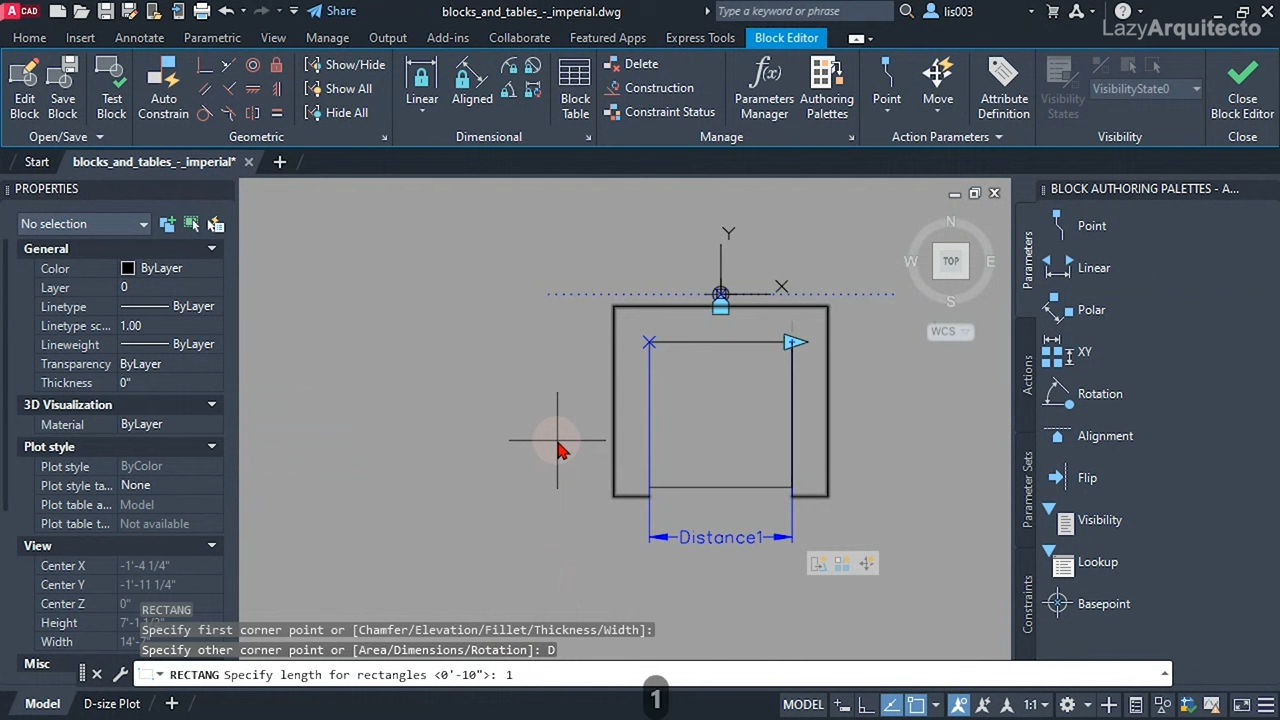 A CAD
Share
blocks_and_tables_-_imperial.dwg
Type a keyword or phrase
lis003
LazyArquitecto
Home
Insert
Annotate
Parametric
View
Manage
Output
Add-ins
Collaborate
Featured Apps
Express Tools
Block Editor
Edit Block
Save Block
Test Block
Auto Constrain
Show/Hide
Show All
Hide All
Linear
Aligned
Block Table
Delete
Construction
Constraint Status
Parameters Manager
Authoring Palettes
Point
Move
Attribute Definition
Visibility States
VisibilityState0
Close Block Editor
Open/Save
Geometric
Dimensional
Manage
Action Parameters
Visibility
Close
Start
blocks_and_tables_-_imperial*
PROPERTIES
No selection
General
Color ByLayer
Layer 0
Linetype ByLayer
Linetype sc... 1.00
Lineweight ByLayer
Transparency ByLayer
Thickness 0"
3D Visualization
Material ByLayer
Plot style
Plot style ByColor
Plot style ta... None
Plot table a... Model
Plot table t... Not available
View
Center X -1'-4 1/4"
Center Y -1'-11 1/4"
Center Z 0"
Height 7'-1
Width 14'-7
Misc
Y
X
Distance1
N
W
TOP
E
S
WCS
BLOCK AUTHORING PALETTES - A...
Parameters
Actions
Parameter Sets
Constraints
Point
Linear
Polar
XY
Rotation
Alignment
Flip
Visibility
Lookup
Basepoint
RECTANG
Specify first corner point or [Chamfer/Elevation/Fillet/Thickness/Width]:
Specify other corner point or [Area/Dimensions/Rotation]: D
RECTANG Specify length for rectangles <0'-10">: 1
1
Model
D-size Plot
MODEL
1:1